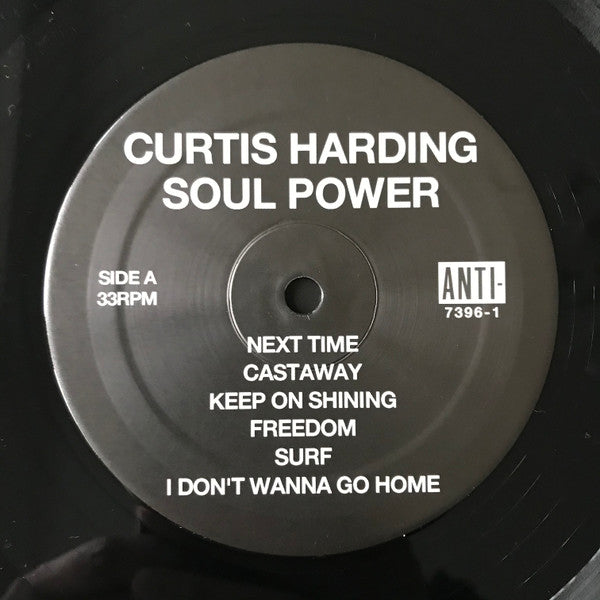 CURTIS HARDING
SOUL POWER
SIDE A
33RPM
ANTI-
7396-1
NEXT TIME
CASTAWAY
KEEP ON SHINING
FREEDOM
SURF
I DON'T WANNA GO HOME